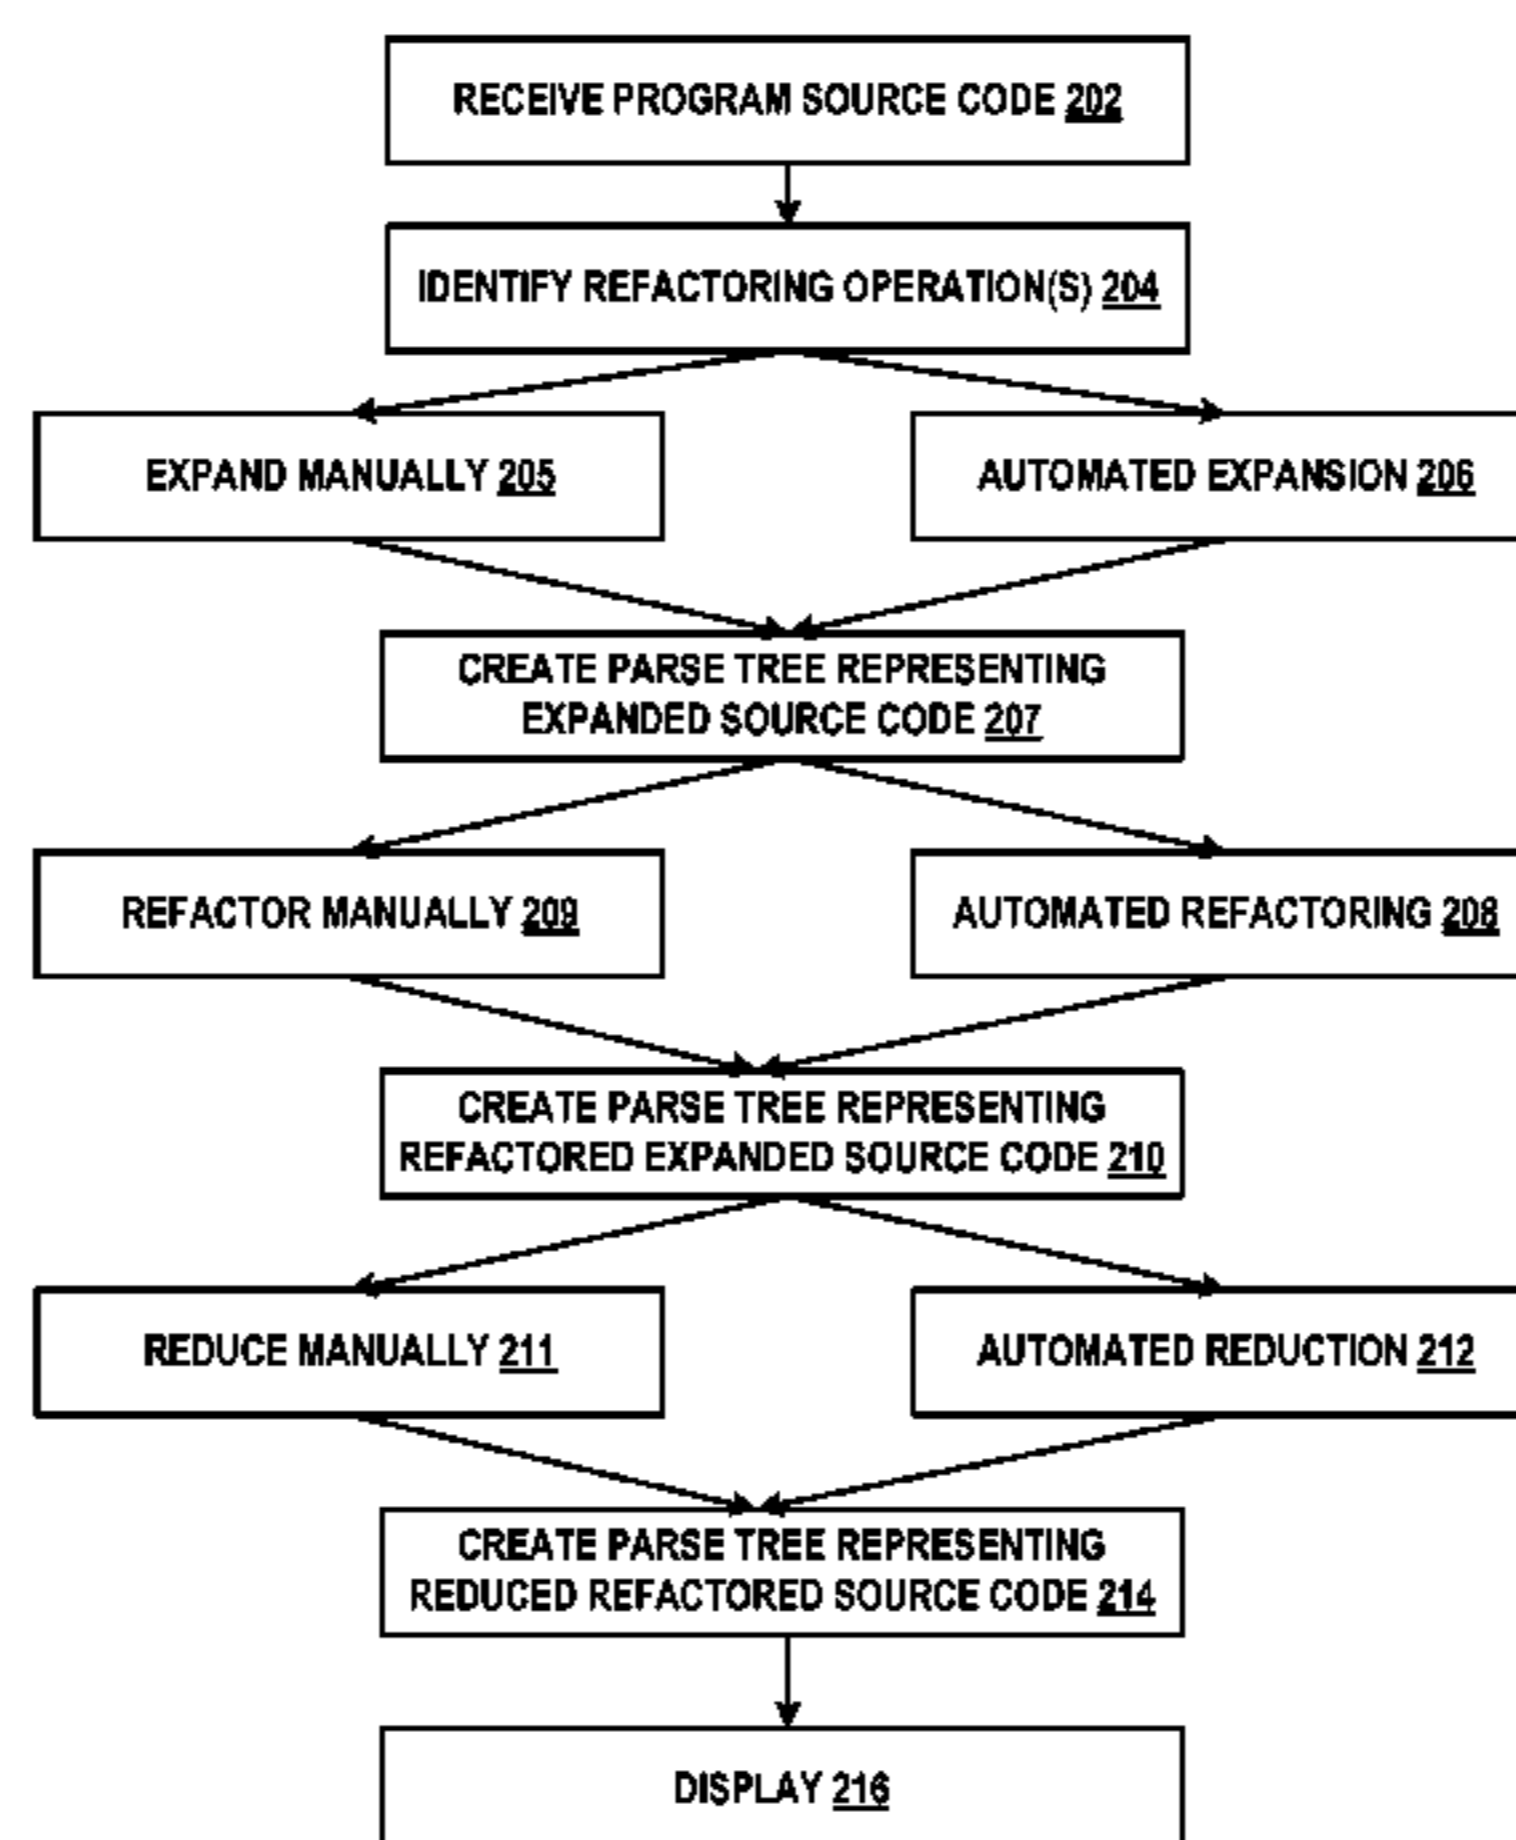 RECEIVE PROGRAM SOURCE CODE 202
IDENTIFY REFACTORING OPERATION(S) 204
EXPAND MANUALLY 205
AUTOMATED EXPANSION 206
CREATE PARSE TREE REPRESENTING
EXPANDED SOURCE CODE 207
REFACTOR MANUALLY 209
AUTOMATED REFACTORING 208
CREATE PARSE TREE REPRESENTING
REFACTORED EXPANDED SOURCE CODE 210
REDUCE MANUALLY 211
AUTOMATED REDUCTION 212
CREATE PARSE TREE REPRESENTING
REDUCED REFACTORED SOURCE CODE 214
DISPLAY 216